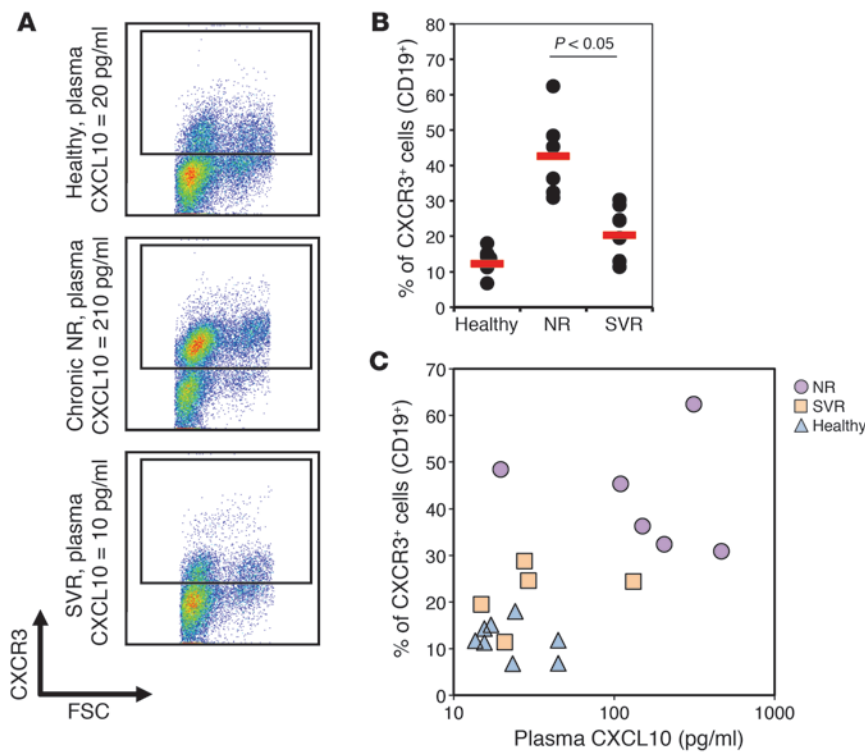 A
Healthy, plasma
CXCL10 = 20 pg/ml
Chronic NR, plasma
CXCL10 = 210 pg/ml
SVR, plasma
CXCL10 = 10 pg/ml
CXCR3
FSC
B
% of CXCR3⁺ cells (CD19⁺)
80
70
60
50
40
30
20
10
0
P < 0.05
Healthy
NR
SVR
C
% of CXCR3⁺ cells (CD19⁺)
70
60
50
40
30
20
10
0
10
100
1000
Plasma CXCL10 (pg/ml)
NR
SVR
Healthy